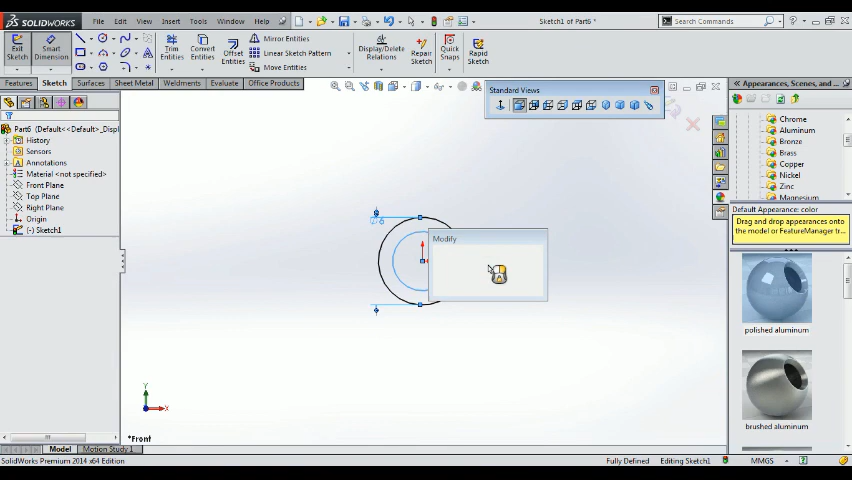 SOLIDWORKS File Edit View Insert Tools Window Help Sketch1 of Part6 * Search Commands
Exit Sketch Smart Dimension Trim Entities Convert Entities Offset Entities Mirror Entities Linear Sketch Pattern Move Entities Display/Delete Relations Repair Sketch Quick Snaps Rapid Sketch
Features Sketch Surfaces Sheet Metal Weldments Evaluate Office Products
Standard Views
Appearances, Scenes, and...
Part6 (Default<<Default>_Displ
History
Sensors
Annotations
Material <not specified>
Front Plane
Top Plane
Right Plane
Origin
(-) Sketch1
Modify
Chrome
Aluminum
Bronze
Brass
Copper
Nickel
Zinc
Magnesium
Default Appearance: color
Drag and drop appearances onto
the model or FeatureManager tr...
polished aluminum
brushed aluminum
Y
X
*Front
Model Motion Study 1
SolidWorks Premium 2014 x64 Edition Fully Defined Editing Sketch1 MMGS